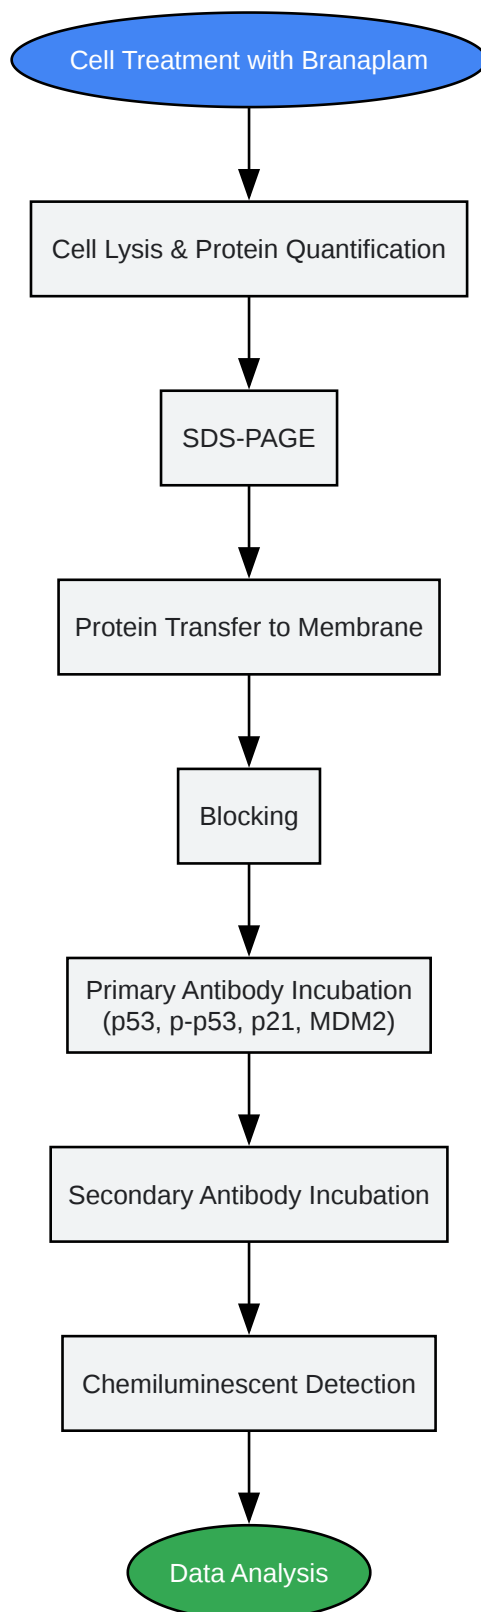 Cell Treatment with Branaplam
Cell Lysis & Protein Quantification
SDS-PAGE
Protein Transfer to Membrane
Blocking
Primary Antibody Incubation
(p53, p-p53, p21, MDM2)
Secondary Antibody Incubation
Chemiluminescent Detection
Data Analysis